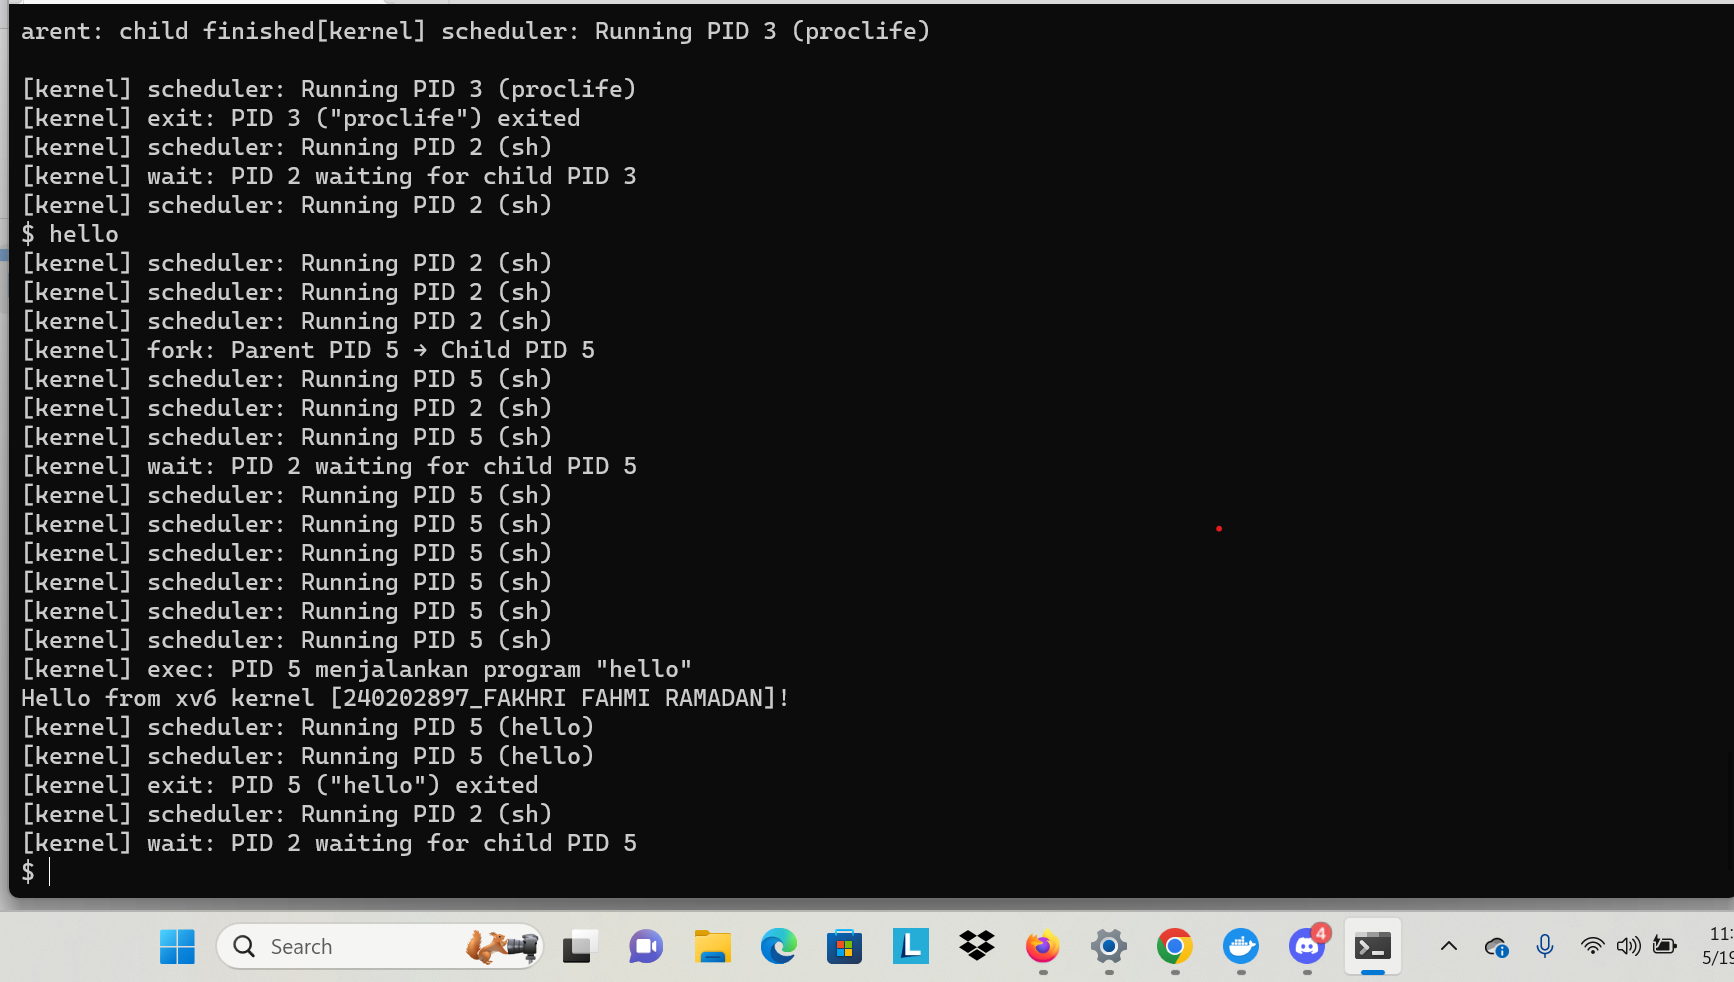 arent: child finished[kernel] scheduler: Running PID 3 (proclife)
[kernel] scheduler: Running PID 3 (proclife)
[kernel] exit: PID 3 ("proclife") exited
[kernel] scheduler: Running PID 2 (sh)
[kernel] wait: PID 2 waiting for child PID 3
[kernel] scheduler: Running PID 2 (sh)
$ hello
[kernel] scheduler: Running PID 2 (sh)
[kernel] scheduler: Running PID 2 (sh)
[kernel] scheduler: Running PID 2 (sh)
[kernel] fork: Parent PID 5 → Child PID 5
[kernel] scheduler: Running PID 5 (sh)
[kernel] scheduler: Running PID 2 (sh)
[kernel] scheduler: Running PID 5 (sh)
[kernel] wait: PID 2 waiting for child PID 5
[kernel] scheduler: Running PID 5 (sh)
[kernel] scheduler: Running PID 5 (sh)
[kernel] scheduler: Running PID 5 (sh)
[kernel] scheduler: Running PID 5 (sh)
[kernel] scheduler: Running PID 5 (sh)
[kernel] scheduler: Running PID 5 (sh)
[kernel] exec: PID 5 menjalankan program "hello"
Hello from xv6 kernel [240202897_FAKHRI FAHMI RAMADAN]!
[kernel] scheduler: Running PID 5 (hello)
[kernel] scheduler: Running PID 5 (hello)
[kernel] exit: PID 5 ("hello") exited
[kernel] scheduler: Running PID 2 (sh)
[kernel] wait: PID 2 waiting for child PID 5
$
Search
L
4
11:
5/19